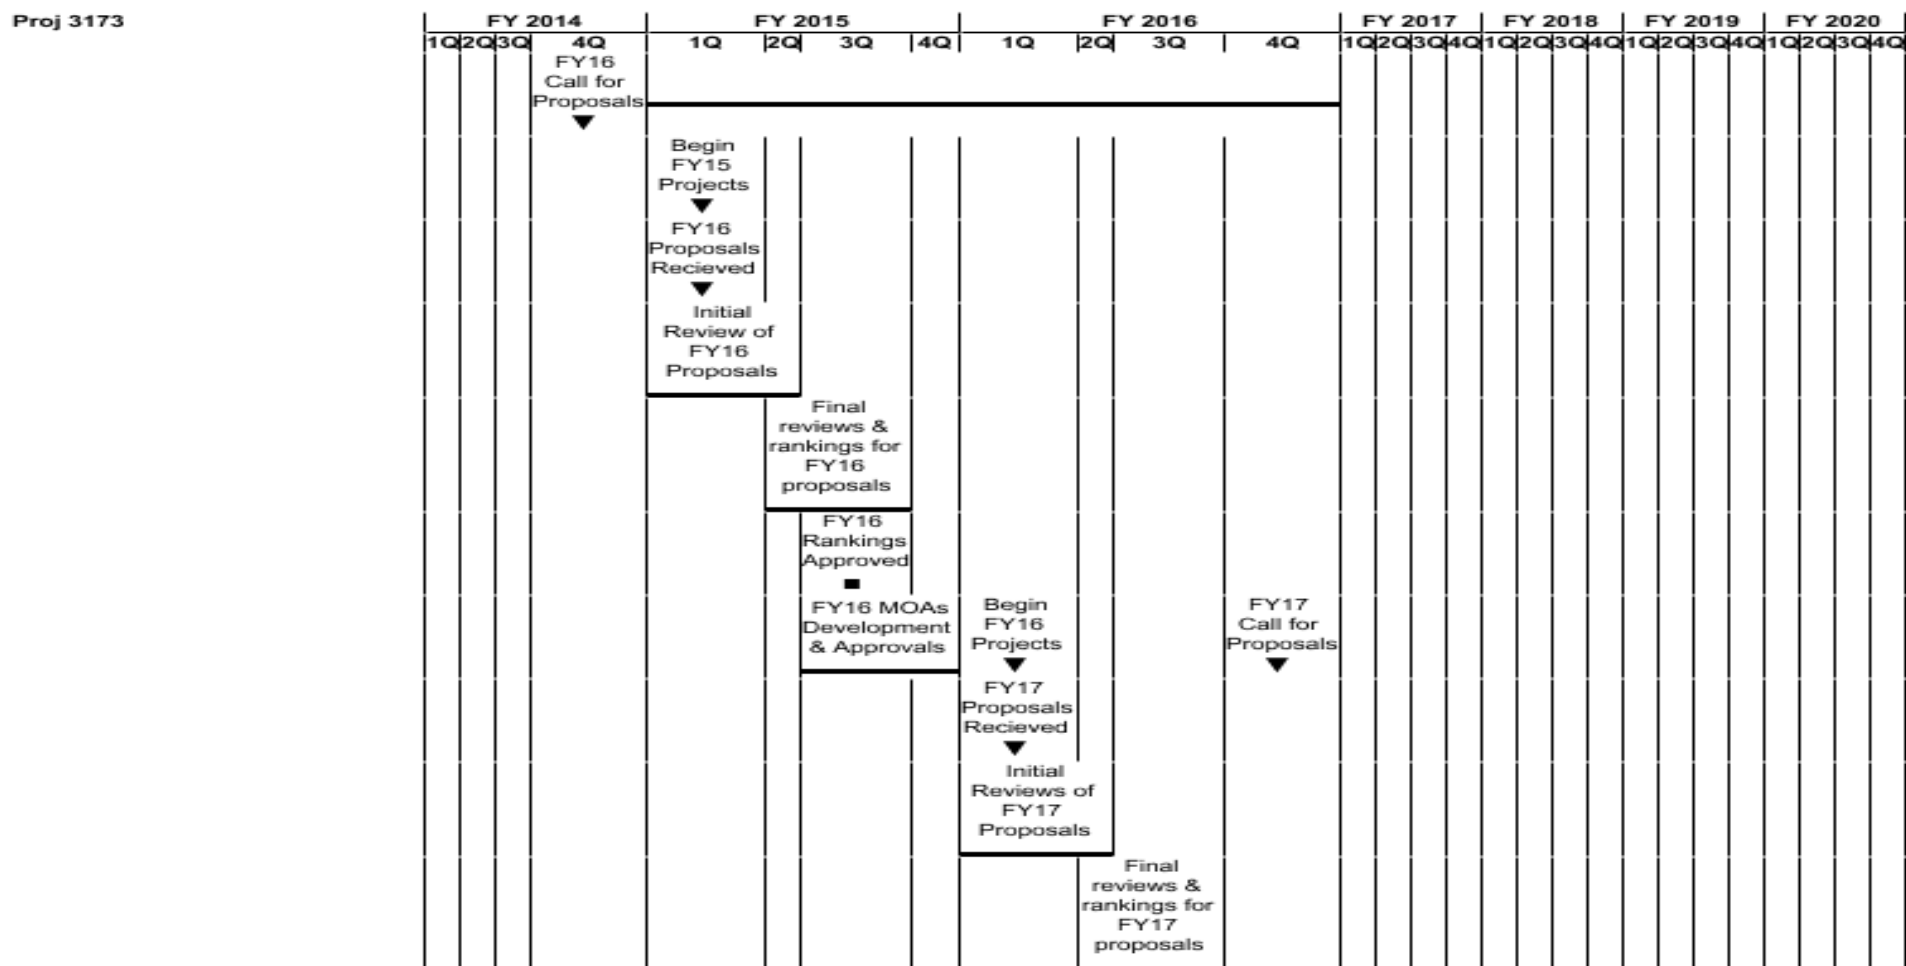 Proj 3173
FY 2014 FY 2015 FY 2016 FY 2017 FY 2018 FY 2019 FY 2020
1Q 2Q 3Q 4Q 1Q 2Q 3Q 4Q 1Q 2Q 3Q 4Q 1Q 2Q 3Q 4Q 1Q 2Q 3Q 4Q 1Q 2Q 3Q 4Q 1Q 2Q 3Q 4Q
FY16
Call for
Proposals
Begin
FY15
Projects
FY16
Proposals
Recieved
Initial
Review of
FY16
Proposals
Final
reviews &
rankings for
FY16
proposals
FY16
Rankings
Approved
FY16 MOAs
Development
& Approvals
Begin
FY16
Projects
FY17
Call for
Proposals
FY17
Proposals
Recieved
Initial
Reviews of
FY17
Proposals
Final
reviews &
rankings for
FY17
proposals